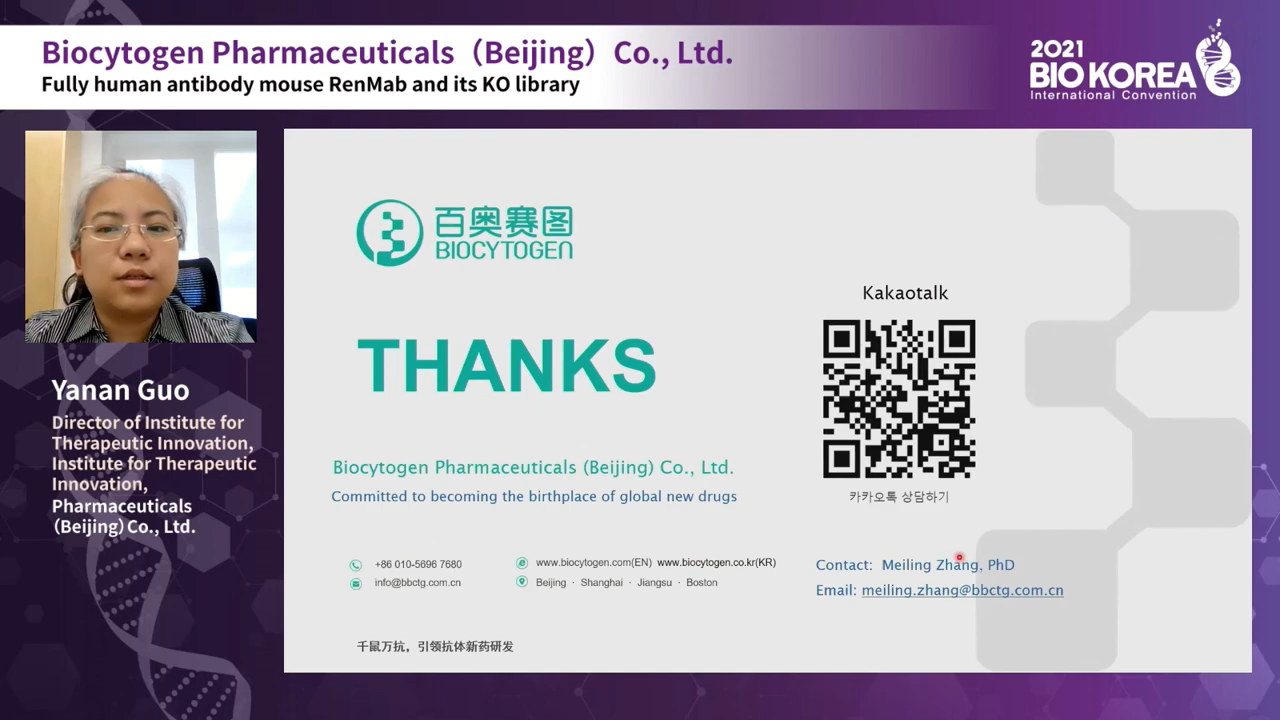 Biocytogen Pharmaceuticals（Beijing）Co., Ltd.
Fully human antibody mouse RenMab and its KO library
2021
BIO KOREA
International Convention
百奥赛图
BIOCYTOGEN
THANKS
Biocytogen Pharmaceuticals (Beijing) Co., Ltd.
Committed to becoming the birthplace of global new drugs
+86 010-5696 7680
info@bbctg.com.cn
www.biocytogen.com(EN) www.biocytogen.co.kr(KR)
Beijing · Shanghai · Jiangsu · Boston
千鼠万抗，引领抗体新药研发
Kakaotalk
카카오톡 상담하기
Contact: Meiling Zhang, PhD
Email: meiling.zhang@bbctg.com.cn
Yanan Guo
Director of Institute for
Therapeutic Innovation,
Institute for Therapeutic
Innovation,
Pharmaceuticals
（Beijing）Co., Ltd.